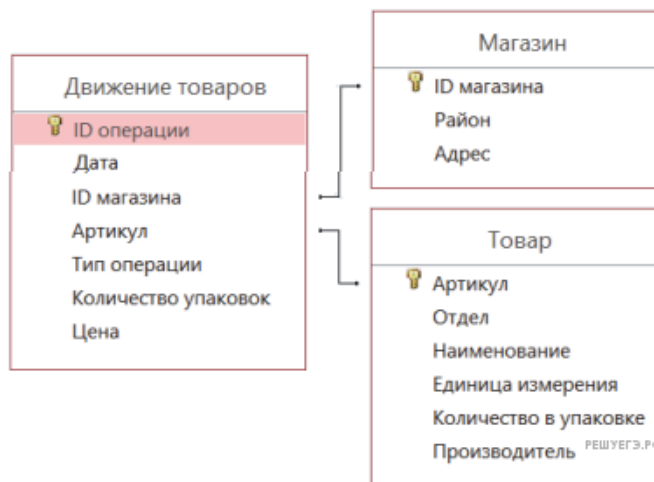 Движение товаров
ID операции
Дата
ID магазина
Артикул
Тип операции
Количество упаковок
Цена
Магазин
ID магазина
Район
Адрес
Товар
Артикул
Отдел
Наименование
Единица измерения
Количество в упаковке
Производитель